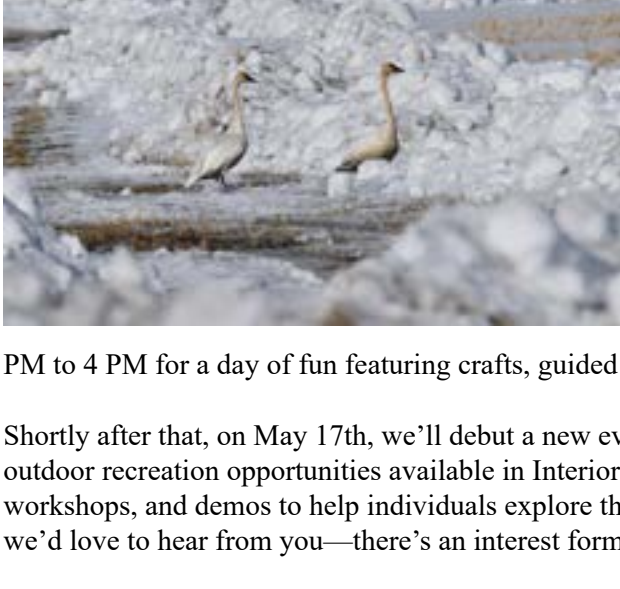 PM to 4 PM for a day of fun featuring crafts, guided
Shortly after that, on May 17th, we’ll debut a new ev
outdoor recreation opportunities available in Interior
workshops, and demos to help individuals explore th
we’d love to hear from you—there’s an interest form